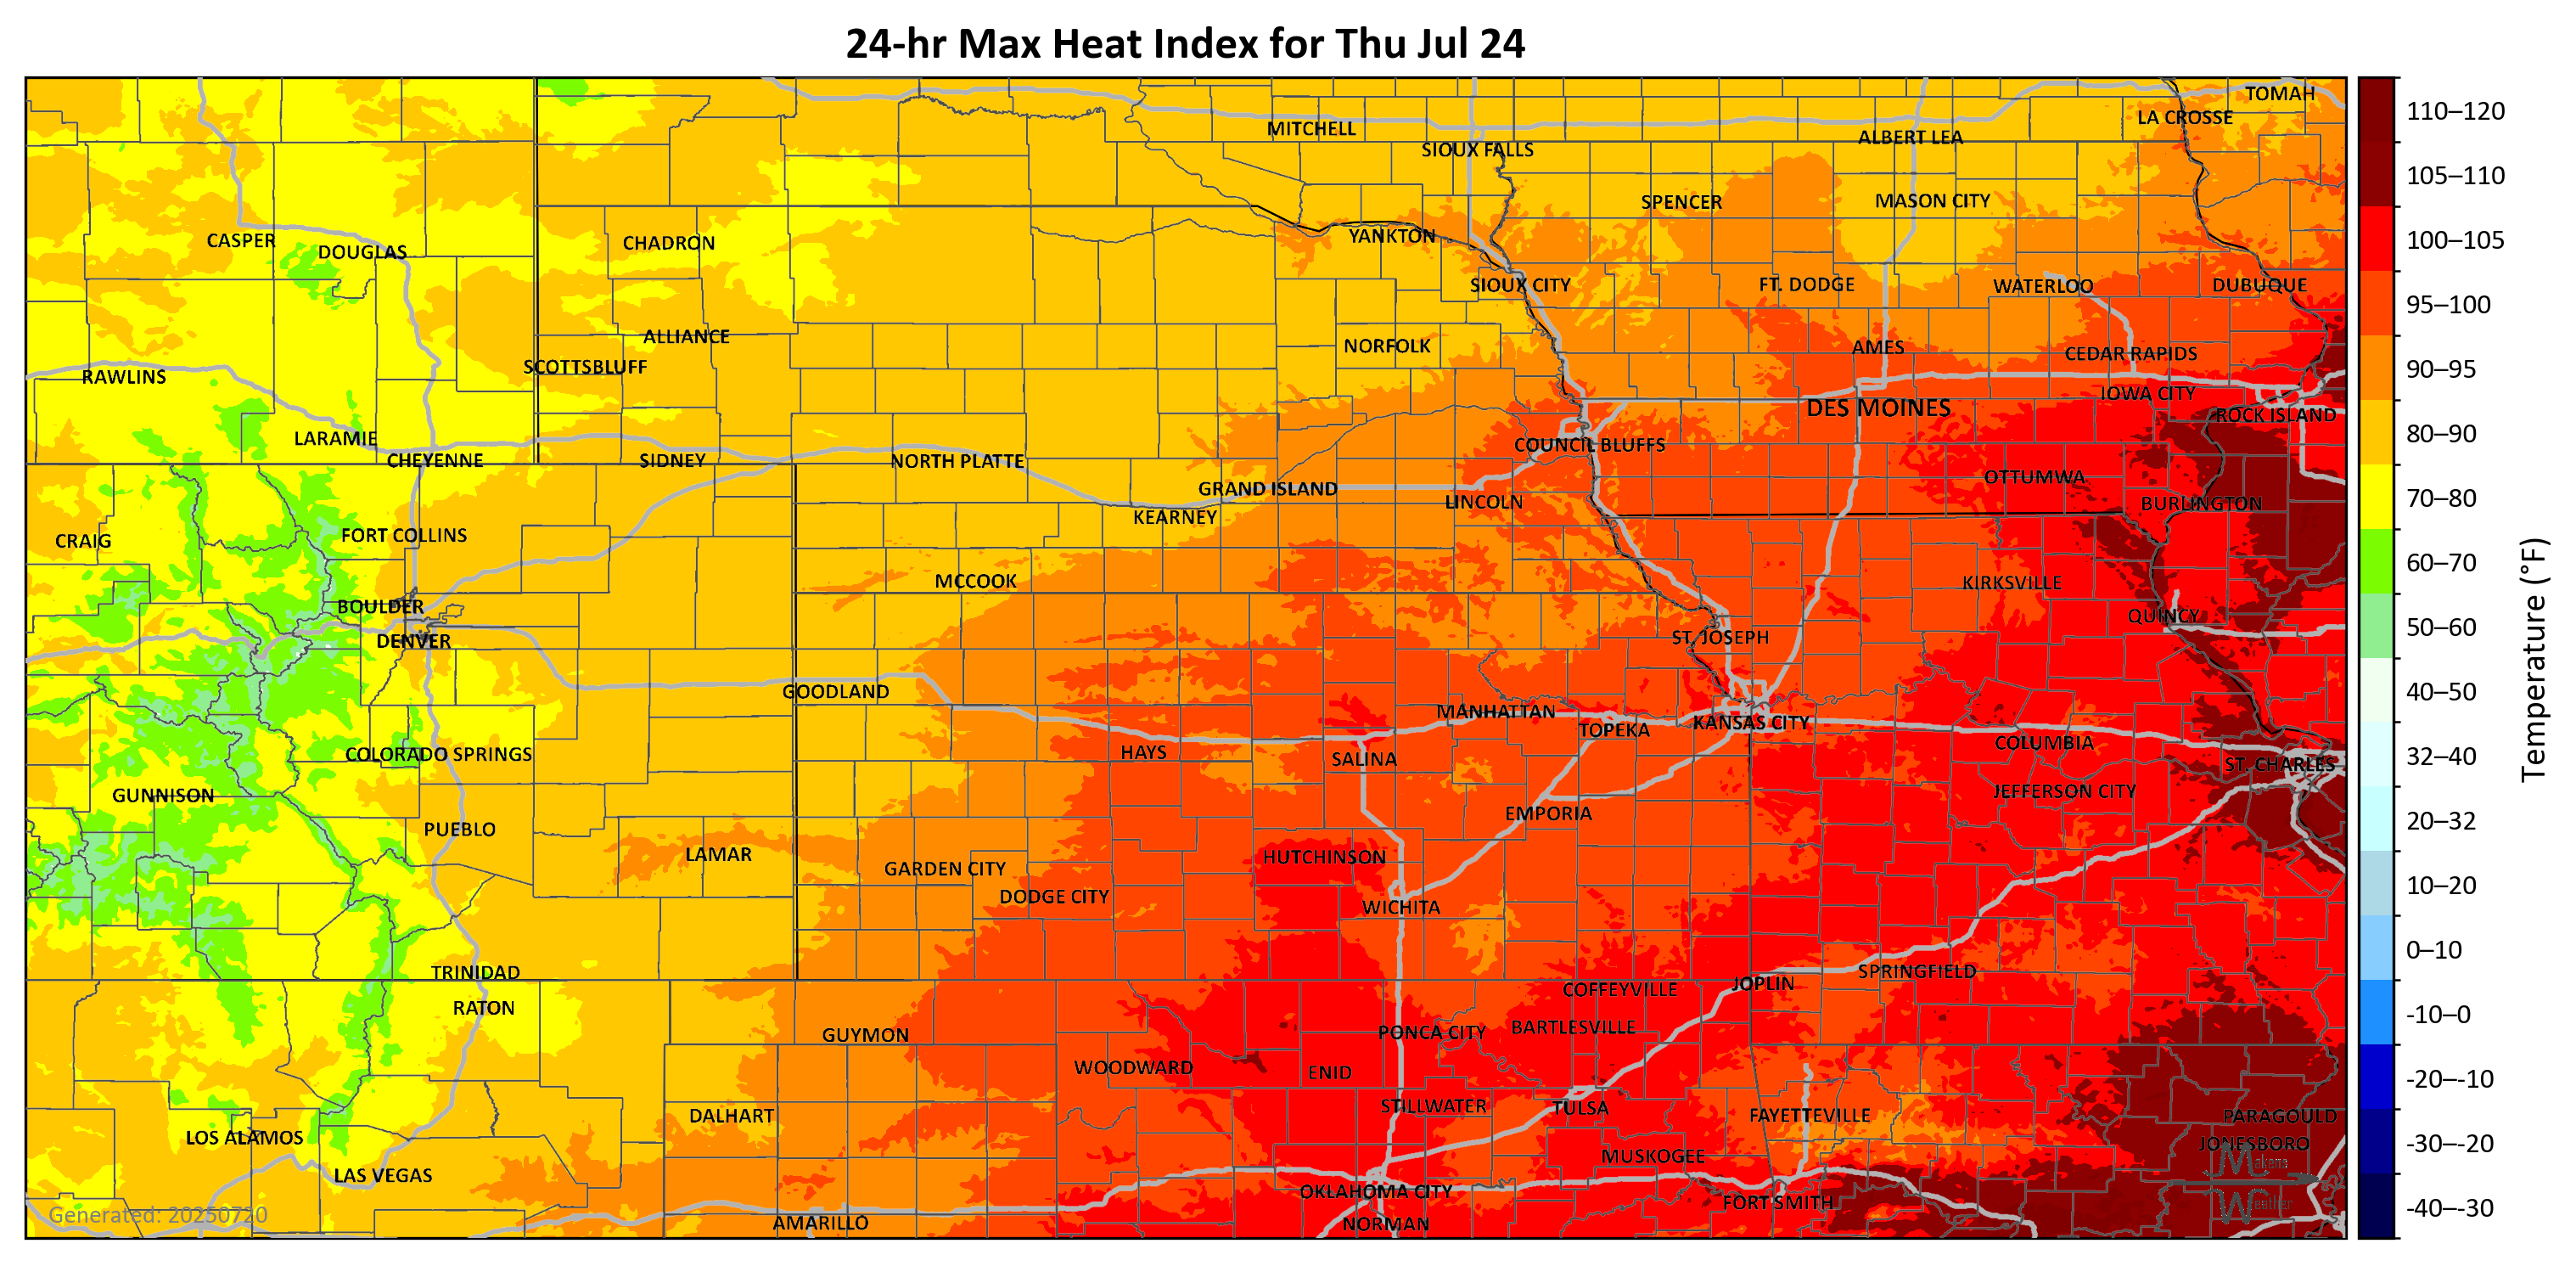 24-hr Max Heat Index for Thu Jul 24
TOMAH
LA CROSSE
MITCHELL
ALBERT LEA
SIOUX FALLS
SPENCER
MASON CITY
YANKTON
CASPER
CHADRON
DOUGLAS
SIOUX CITY
FT. DODGE
WATERLOO
DUBUQUE
ALLIANCE
NORFOLK
AMES
CEDAR RAPIDS
SCOTTSBLUFF
RAWLINS
IOWA CITY
DES MOINES
ROCK ISLAND
LARAMIE
COUNCIL BLUFFS
CHEYENNE
SIDNEY
NORTH PLATTE
OTTUMWA
GRAND ISLAND
LINCOLN
BURLINGTON
KEARNEY
FORT COLLINS
CRAIG
MCCOOK
KIRKSVILLE
BOULDER
QUINCY
DENVER
ST. JOSEPH
GOODLAND
MANHATTAN
KANSAS CITY
TOPEKA
COLUMBIA
HAYS
COLORADO SPRINGS
SALINA
ST. CHARLES
GUNNISON
JEFFERSON CITY
EMPORIA
PUEBLO
LAMAR
HUTCHINSON
GARDEN CITY
DODGE CITY
WICHITA
TRINIDAD
SPRINGFIELD
JOPLIN
COFFEYVILLE
RATON
BARTLESVILLE
PONCA CITY
GUYMON
WOODWARD
ENID
STILLWATER
TULSA
DALHART
FAYETTEVILLE
PARAGOULD
LOS ALAMOS
JONESBORO
MUSKOGEE
Makens
LAS VEGAS
OKLAHOMA CITY
FORT SMITH
Weather
Generated: 20250720
AMARILLO
NORMAN
110–120
105–110
100–105
95–100
90–95
80–90
70–80
60–70
50–60
40–50
32–40
20–32
10–20
0–10
-10–0
-20–-10
-30–-20
-40–-30
Temperature (°F)